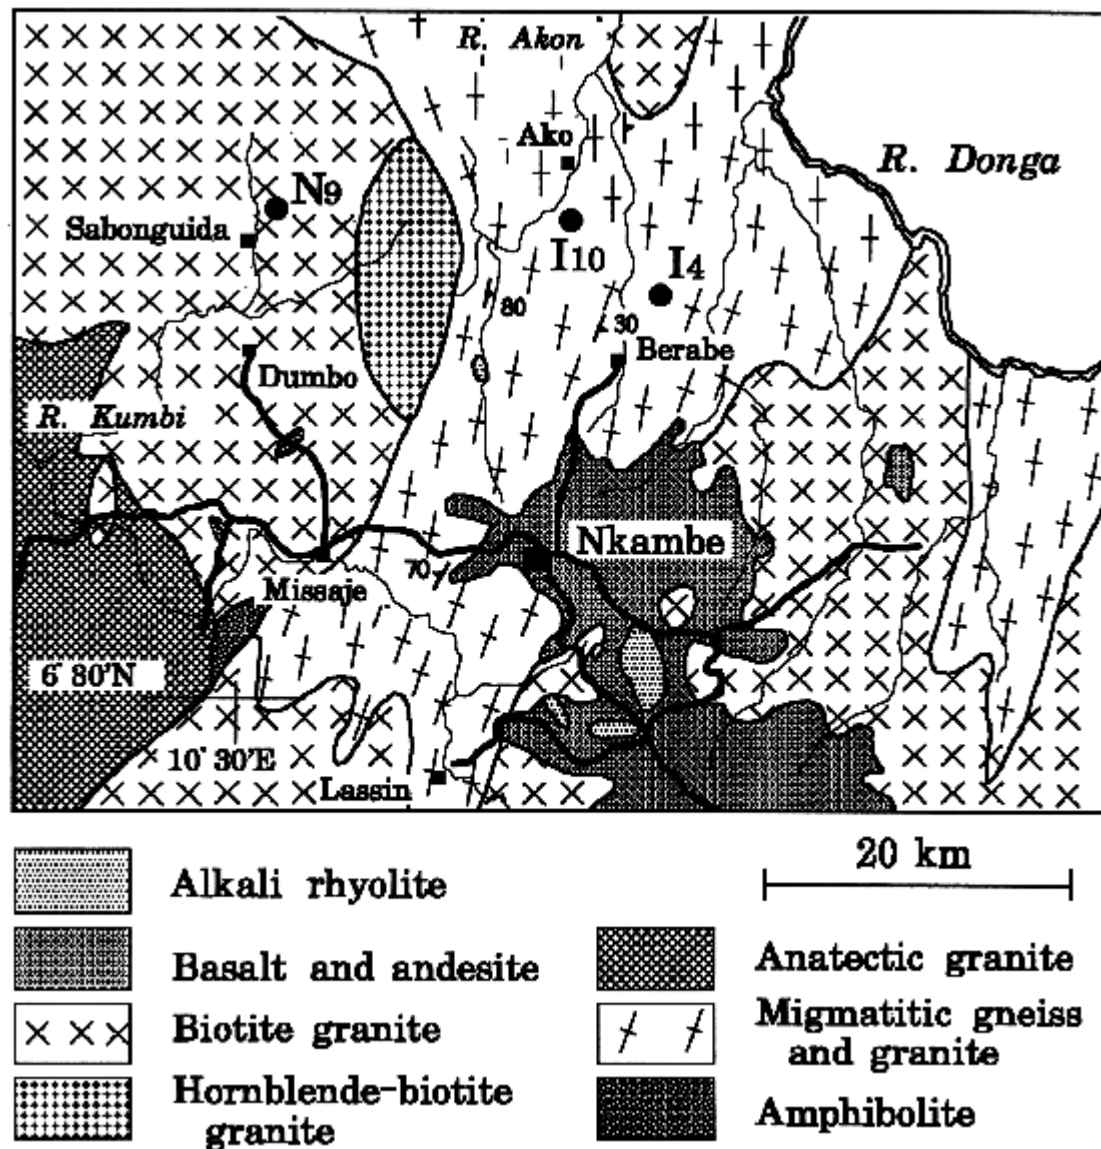 R. Akon
Ako
R. Donga
N9
Sabonguida
I10
I4
80
30
Berabe
Dumbo
R. Kumbi
Nkambe
70
Missaje
6° 80'N
10° 30'E
Lassin
20 km
Alkali rhyolite
Basalt and andesite
Biotite granite
Hornblende-biotite
granite
Anatectic granite
Migmatitic gneiss
and granite
Amphibolite